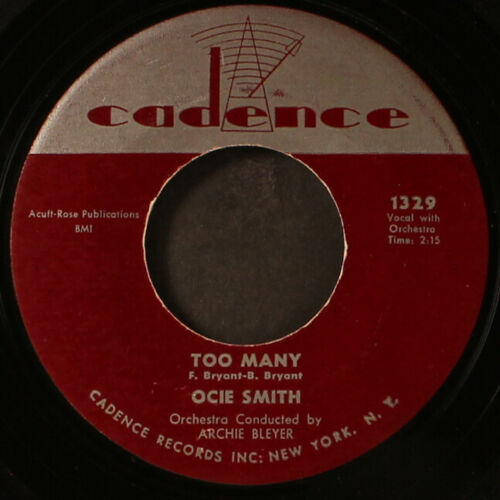 cadence
Acuft-Rose Publications
BMI
1329
Vocal with
Orchestra
Time: 2:15
TOO MANY
F. Bryant-B. Bryant
OCIE SMITH
Orchestra Conducted by
ARCHIE BLEYER
CADENCE RECORDS INC: NEW YORK. N. Y.